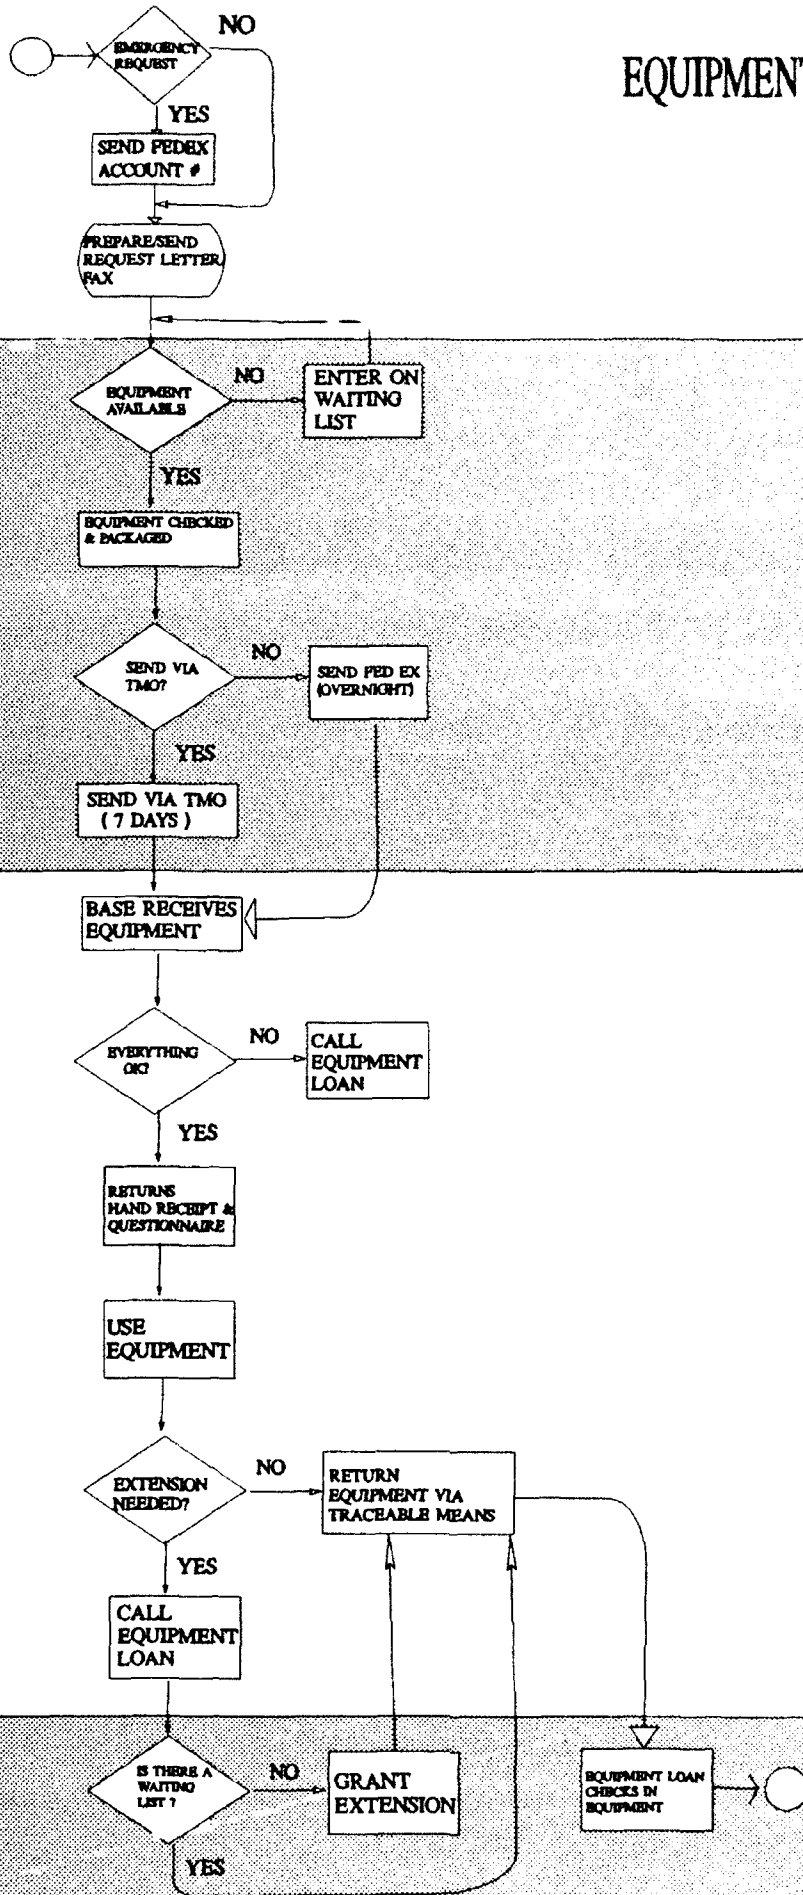 NO
EQUIPMENT
EMERGENCY
REQUEST
YES
SEND FEDEX
ACCOUNT #
PREPARE/SEND
REQUEST LETTER/
FAX
EQUIPMENT
AVAILABLE
NO
ENTER ON
WAITING
LIST
YES
EQUIPMENT CHECKED
& PACKAGED
SEND VIA
TMO?
NO
SEND FED EX
(OVERNIGHT)
YES
SEND VIA TMO
( 7 DAYS )
BASE RECEIVES
EQUIPMENT
EVERYTHING
OK?
NO
CALL
EQUIPMENT
LOAN
YES
RETURNS
HAND RECEIPT &
QUESTIONNAIRE
USE
EQUIPMENT
EXTENSION
NEEDED?
NO
RETURN
EQUIPMENT VIA
TRACEABLE MEANS
YES
CALL
EQUIPMENT
LOAN
IS THERE A
WAITING
LIST ?
NO
GRANT
EXTENSION
EQUIPMENT LOAN
CHECKS IN
EQUIPMENT
YES